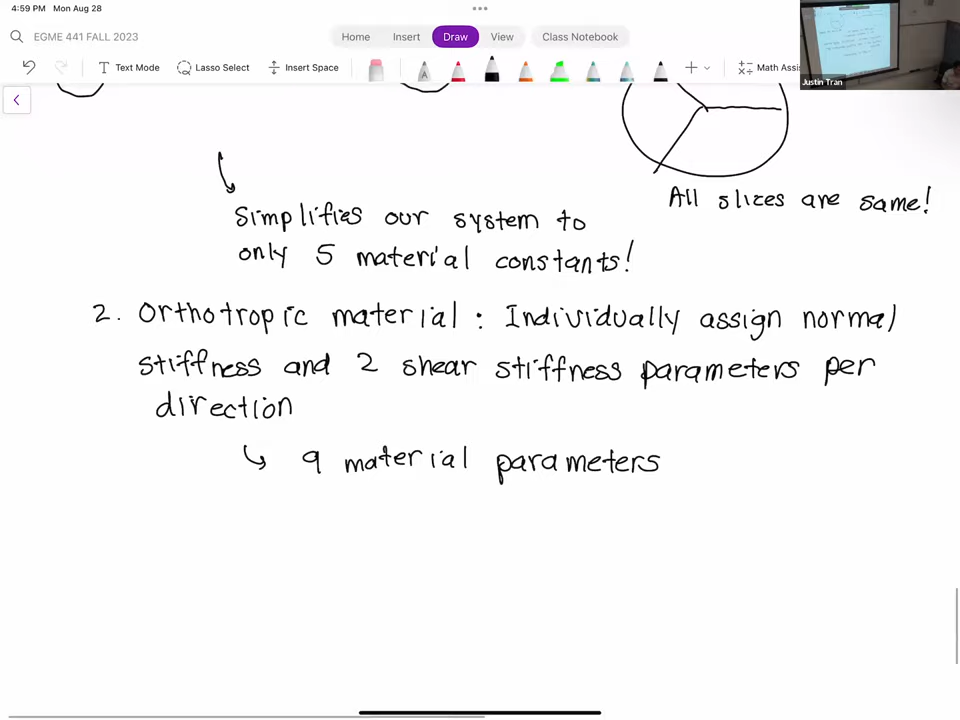 4:59 PM Mon Aug 28
EGME 441 FALL 2023
Home Insert Draw View Class Notebook
Text Mode Lasso Select Insert Space Math Assis
Justin Tran
All slices are same!
Simplifies our system to
only 5 material constants!
2. Orthotropic material : Individually assign normal
stiffness and 2 shear stiffness parameters per
direction
↳ 9 material parameters